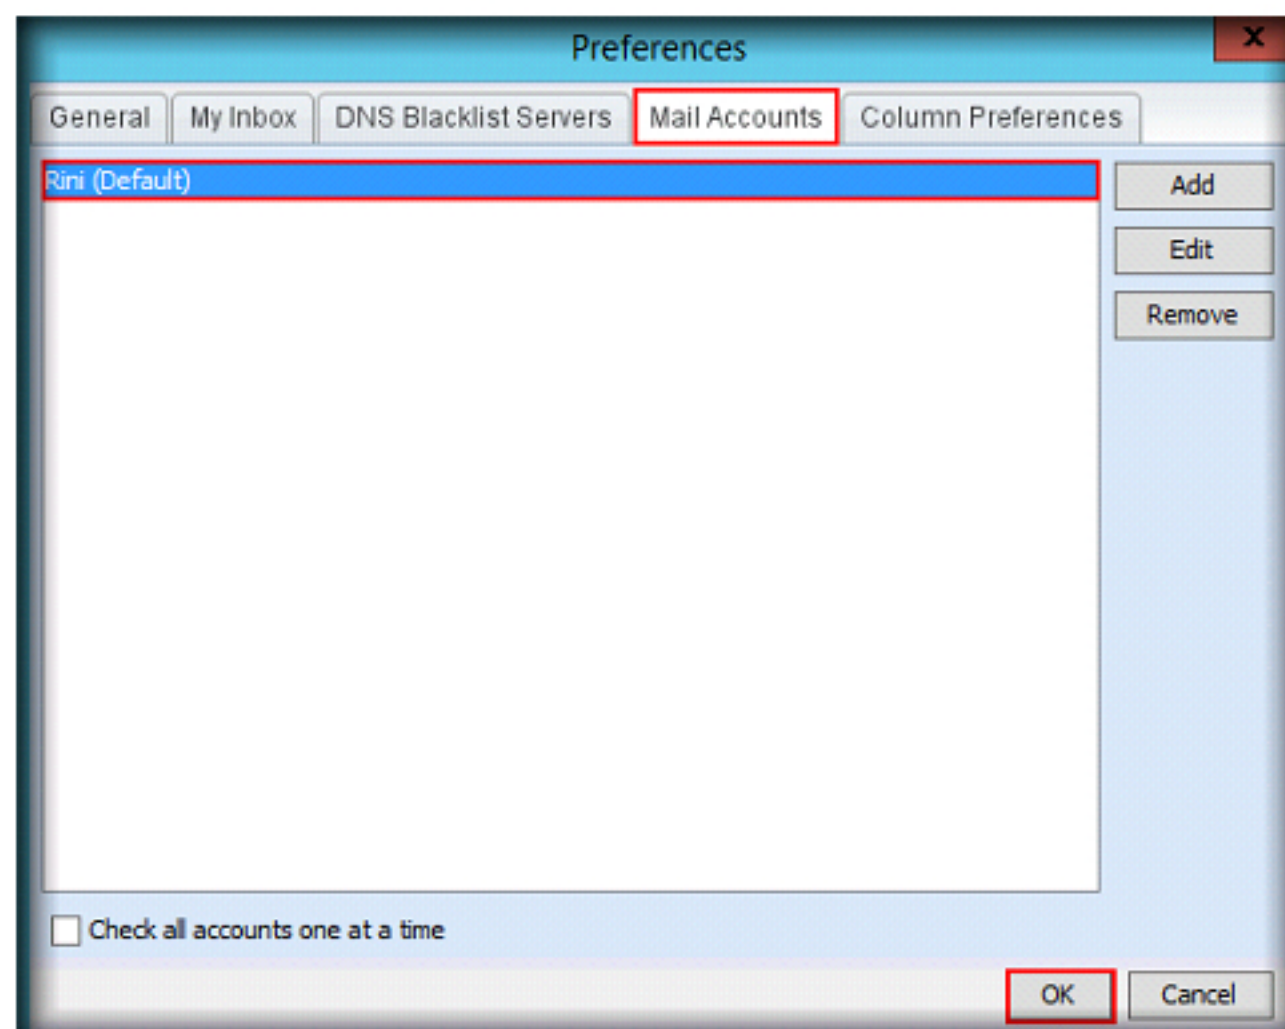 Preferences
x
General My Inbox DNS Blacklist Servers Mail Accounts Column Preferences
Rini (Default)
Add
Edit
Remove
Check all accounts one at a time
OK Cancel